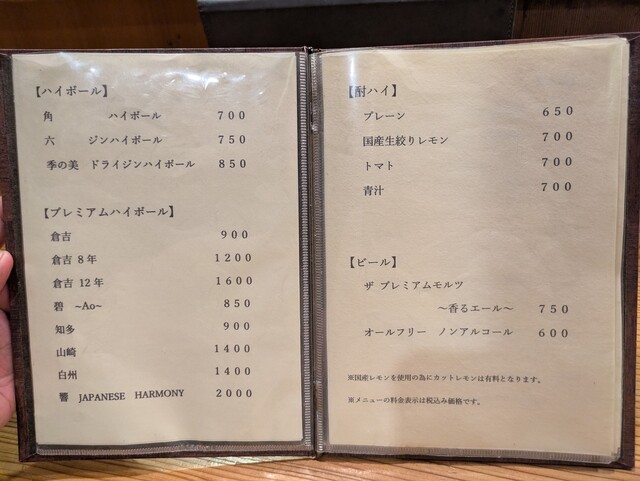 【ハイボール】
角 ハイボール 700
六 ジンハイボール 750
季の美 ドライジンハイボール 850
【プレミアムハイボール】
倉吉 900
倉吉 8年 1200
倉吉 12年 1600
碧 ~Ao~ 850
知多 900
山崎 1400
白州 1400
響 JAPANESE HARMONY 2000
【酎ハイ】
プレーン 650
国産生絞りレモン 700
トマト 700
青汁 700
【ビール】
ザ プレミアムモルツ
～香るエール～ 750
オールフリー ノンアルコール 600
※国産レモンを使用の為にカットレモンは有料となります。
※メニューの料金表示は税込み価格です。